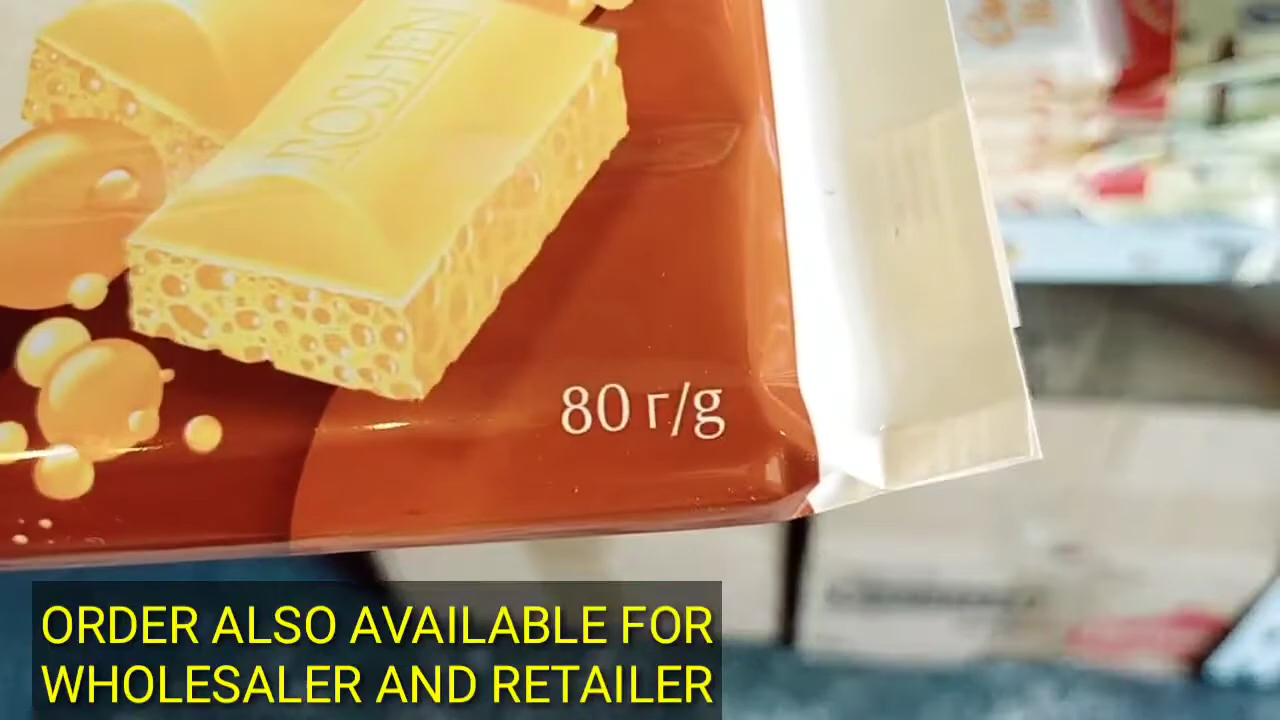 ROSHEN
80 г/g
ORDER ALSO AVAILABLE FOR
WHOLESALER AND RETAILER